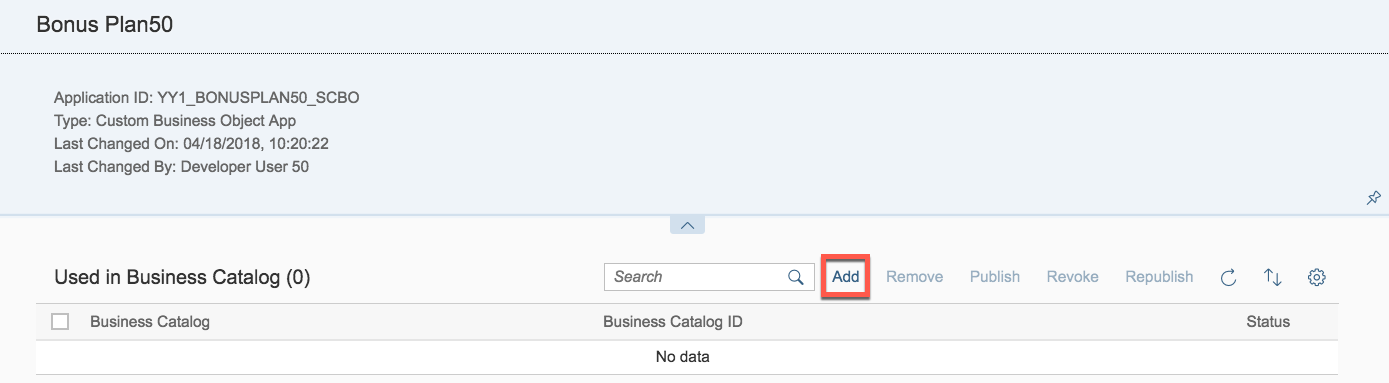 Bonus Plan50
Application ID: YY1_BONUSPLAN50_SCBO
Type: Custom Business Object App
Last Changed On: 04/18/2018, 10:20:22
Last Changed By: Developer User 50
Used in Business Catalog (0) Search Add Remove Publish Revoke Republish
Business Catalog Business Catalog ID Status
No data